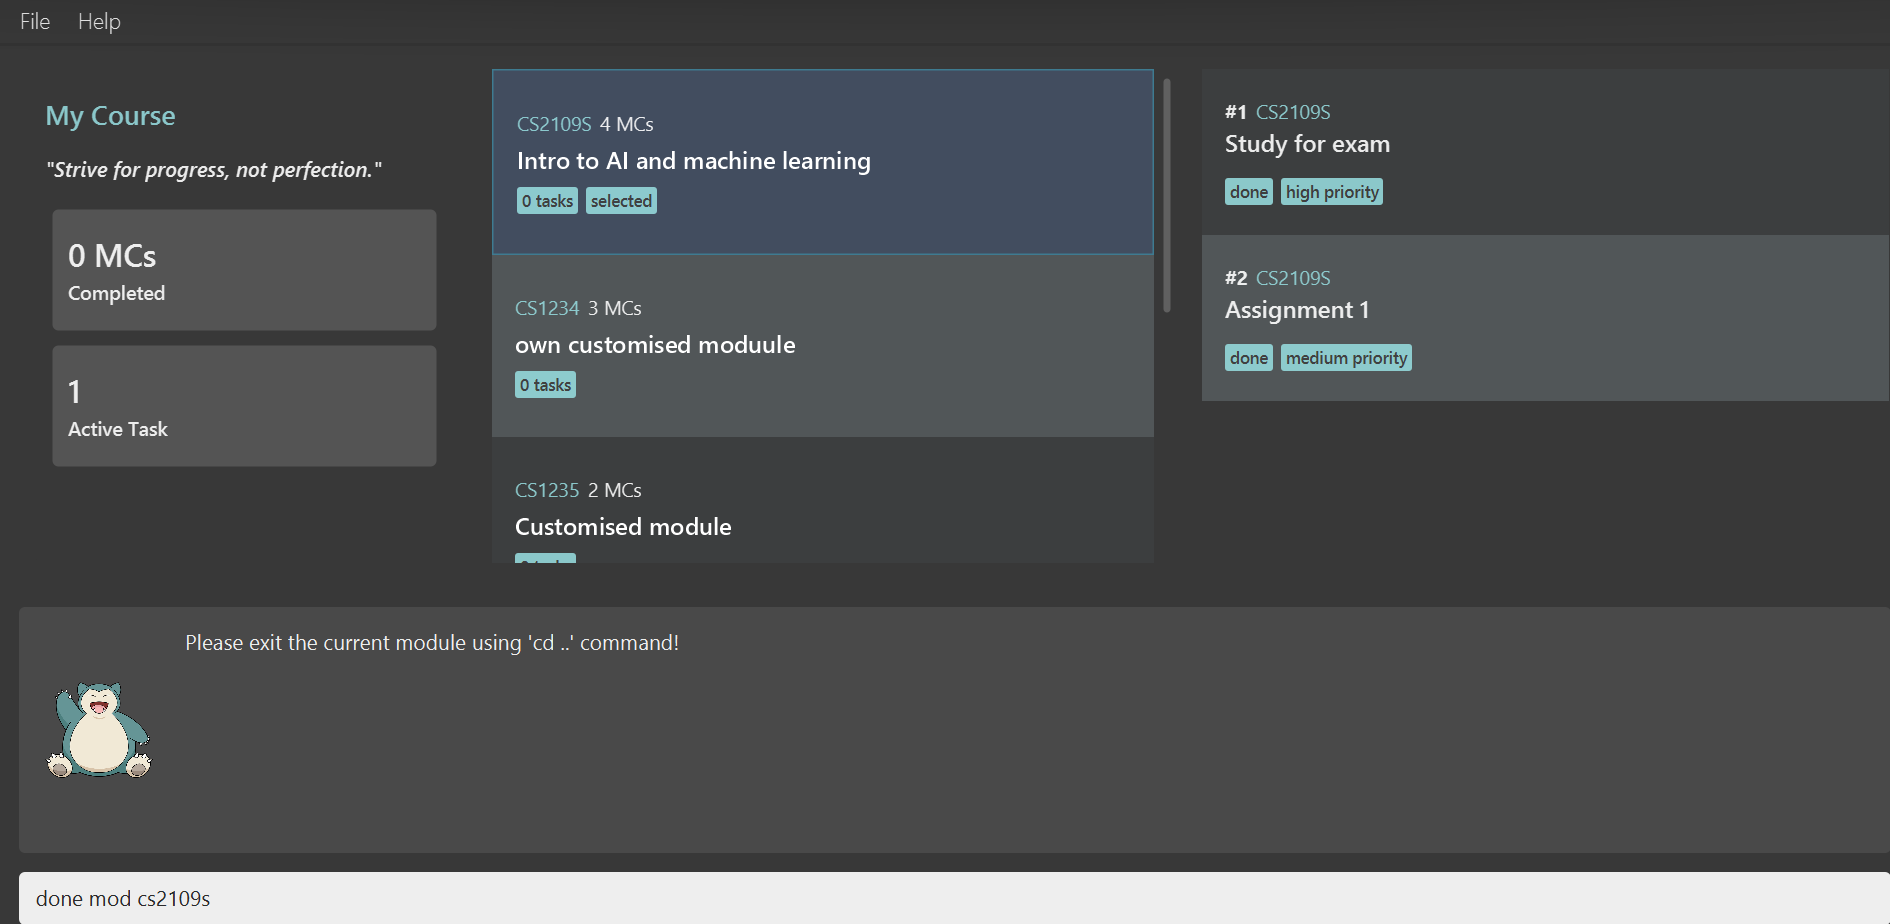 File Help
My Course
"Strive for progress, not perfection."
0 MCs
Completed
1
Active Task
CS2109S 4 MCs
Intro to AI and machine learning
0 tasks selected
CS1234 3 MCs
own customised moduule
0 tasks
CS1235 2 MCs
Customised module
#1 CS2109S
Study for exam
done high priority
#2 CS2109S
Assignment 1
done medium priority
Please exit the current module using 'cd ..' command!
done mod cs2109s